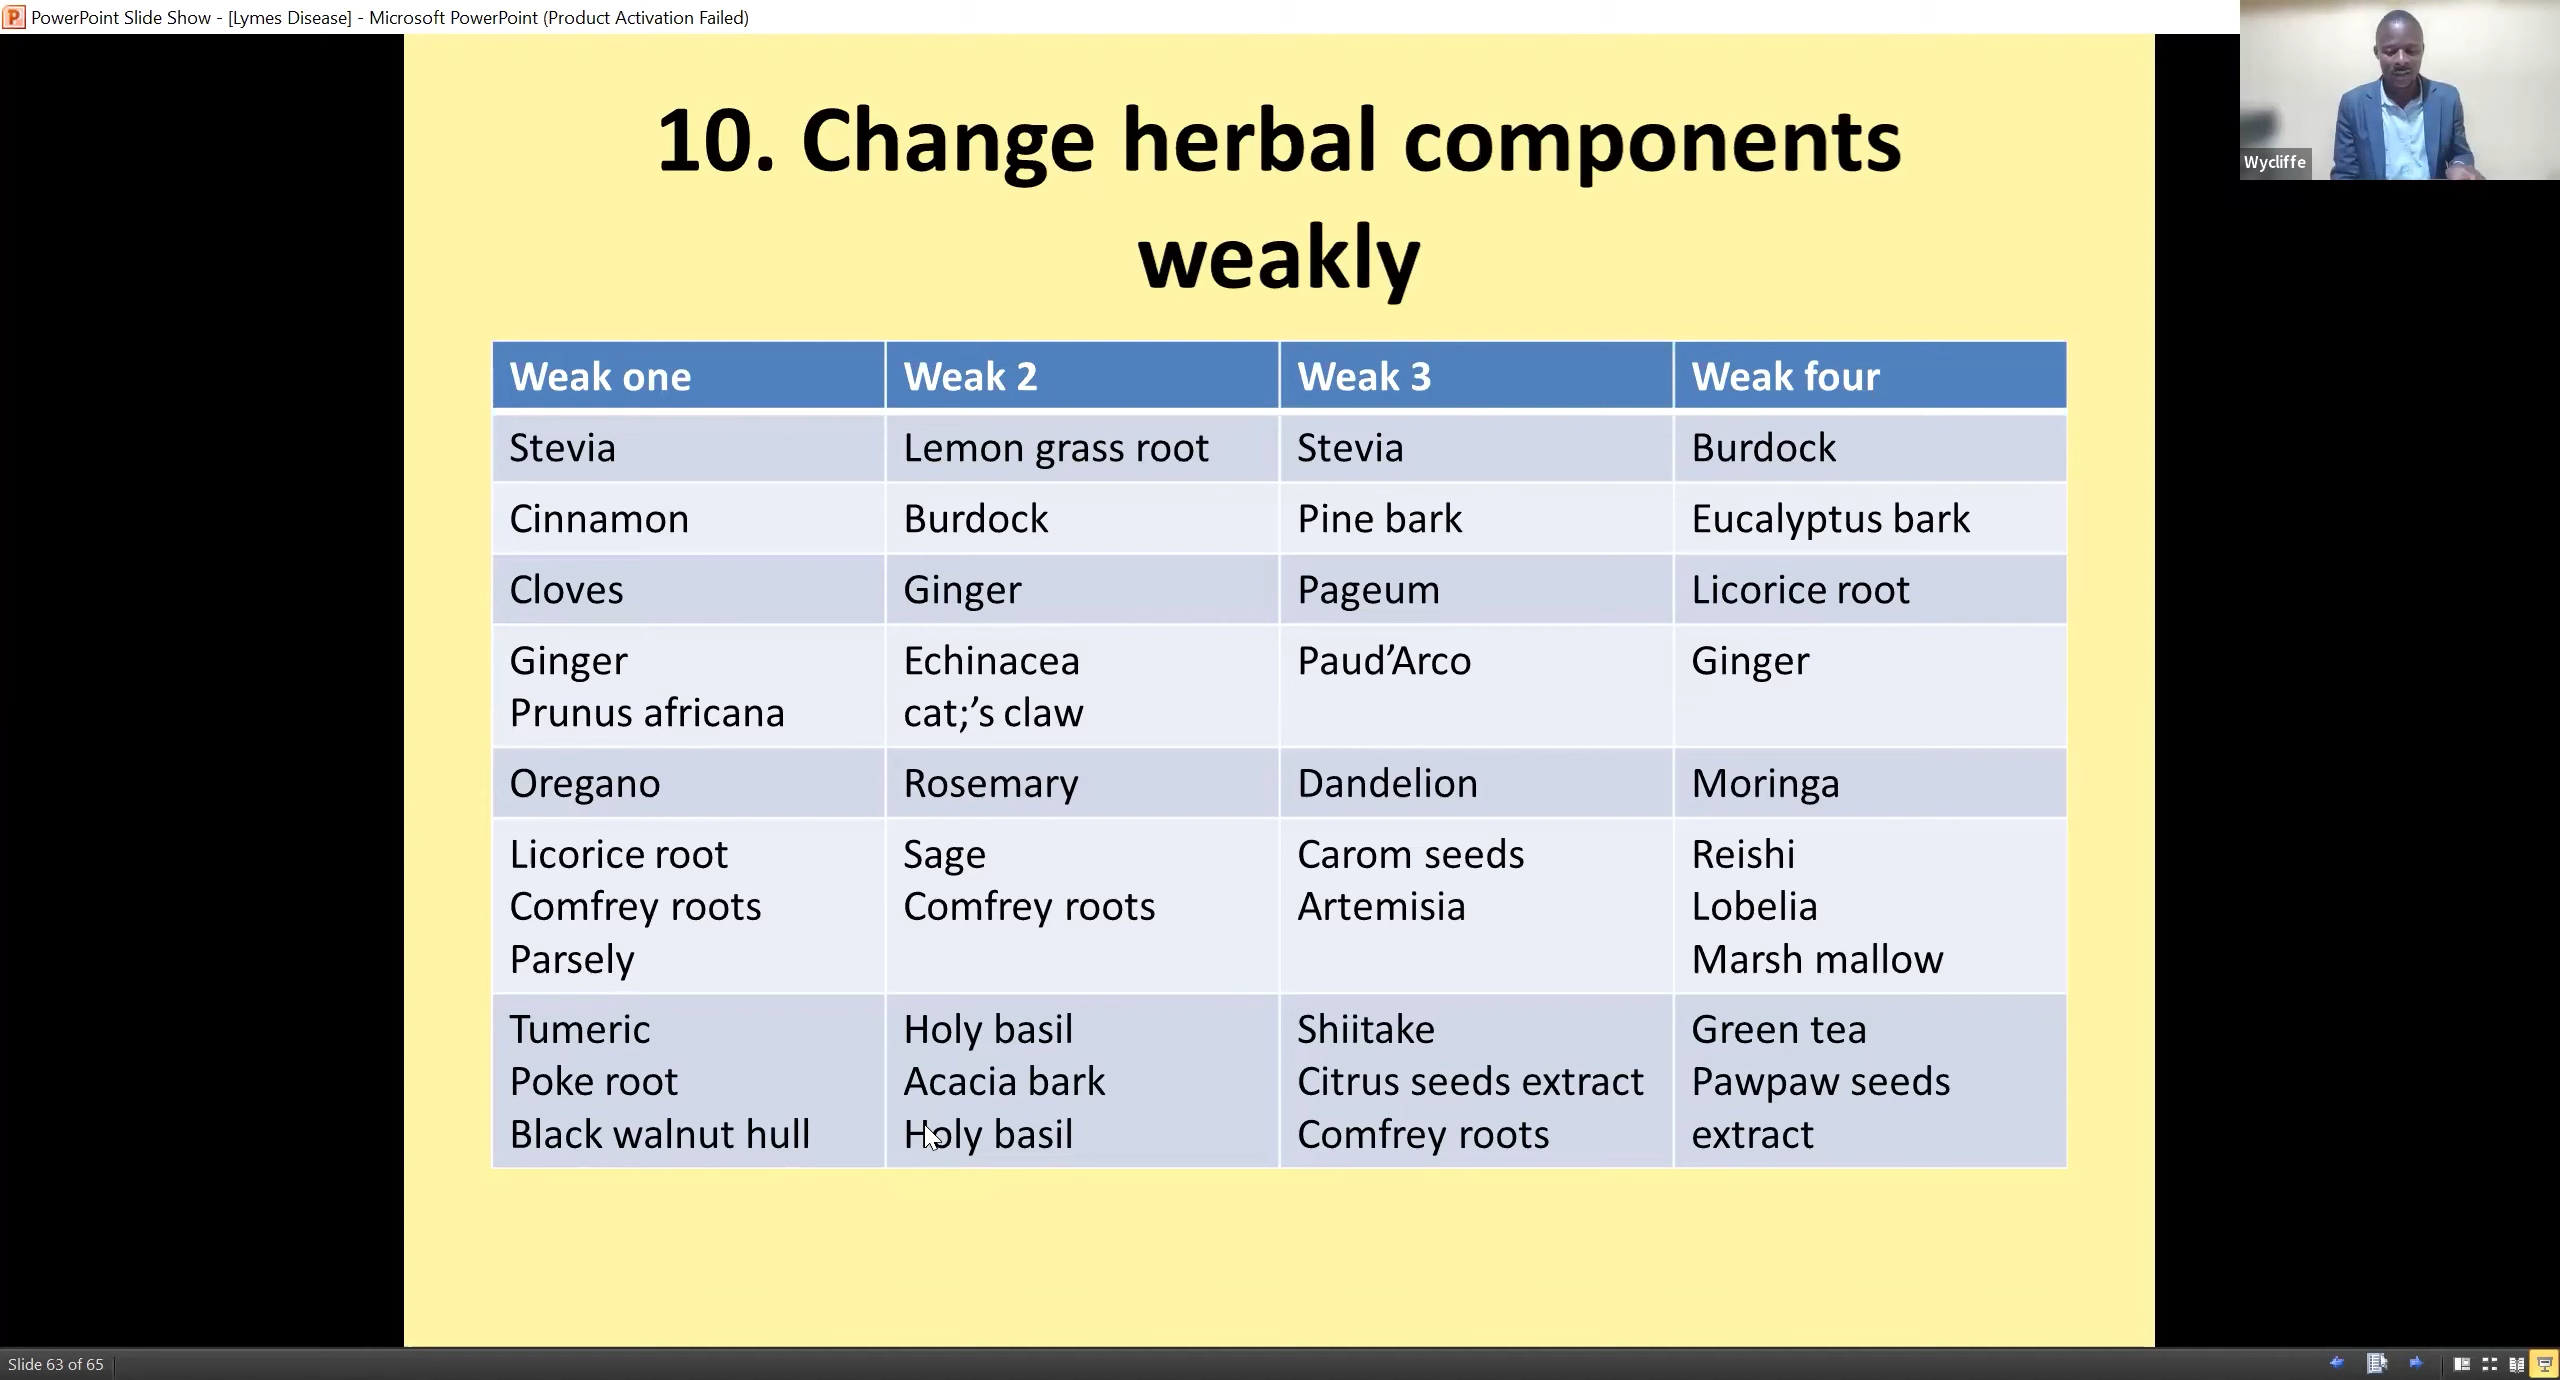 PowerPoint Slide Show - [Lymes Disease] - Microsoft PowerPoint (Product Activation Failed)
Wycliffe
10. Change herbal components
weakly
Weak one
Weak 2
Weak 3
Weak four
Stevia
Lemon grass root
Stevia
Burdock
Cinnamon
Burdock
Pine bark
Eucalyptus bark
Cloves
Ginger
Pageum
Licorice root
Ginger
Prunus africana
Echinacea
cat;’s claw
Paud’Arco
Ginger
Oregano
Rosemary
Dandelion
Moringa
Licorice root
Comfrey roots
Parsely
Sage
Comfrey roots
Carom seeds
Artemisia
Reishi
Lobelia
Marsh mallow
Tumeric
Poke root
Black walnut hull
Holy basil
Acacia bark
Holy basil
Shiitake
Citrus seeds extract
Comfrey roots
Green tea
Pawpaw seeds
extract
Slide 63 of 65